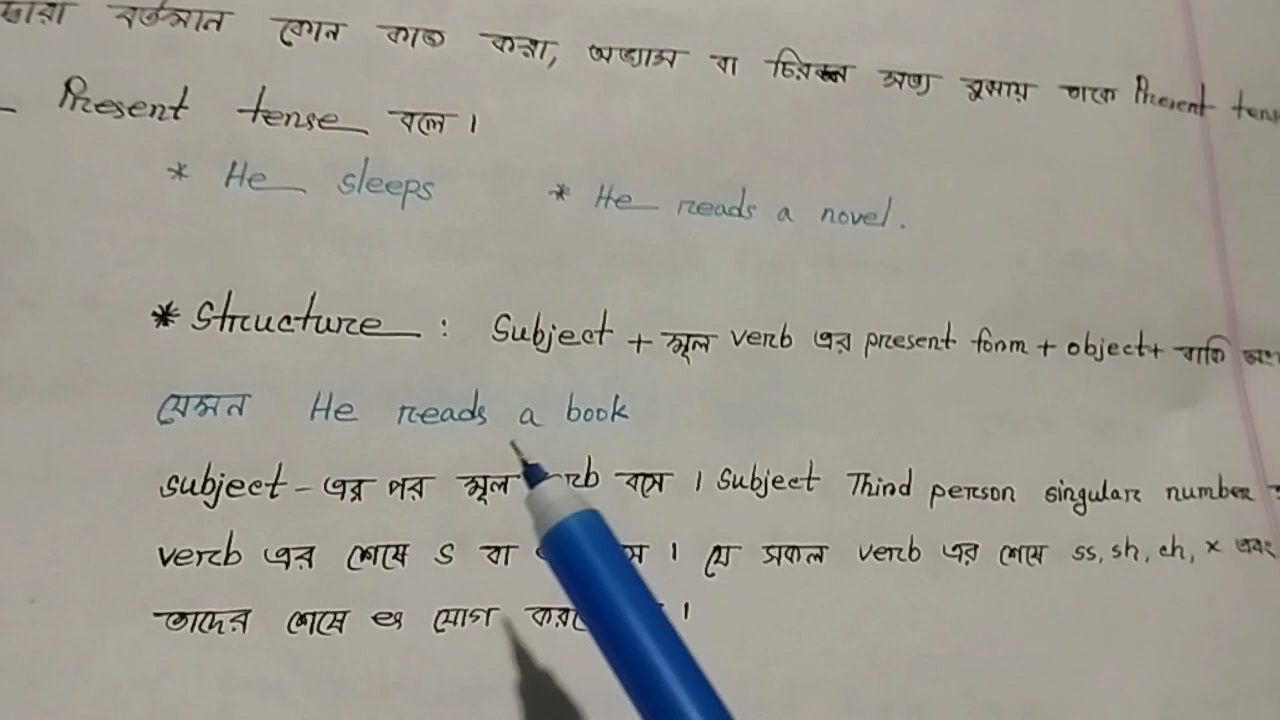 দ্বারা বর্তমান কোন কাজ করা, অভ্যাস বা চিরন্তন সত্য বুঝায় তাকে Present tens
- Present tense বলে।
* He sleeps * He reads a novel.
* Structure : Subject + মূল verb এর present form + object +
যেমন He reads a book
subject - এর পর মূল বসে । Subject Third person singular number
verb এর শেষে s বা । যে সকল verb এর শেষে ss, sh, ch, x এবং
তাদের শেষে es যোগ ।